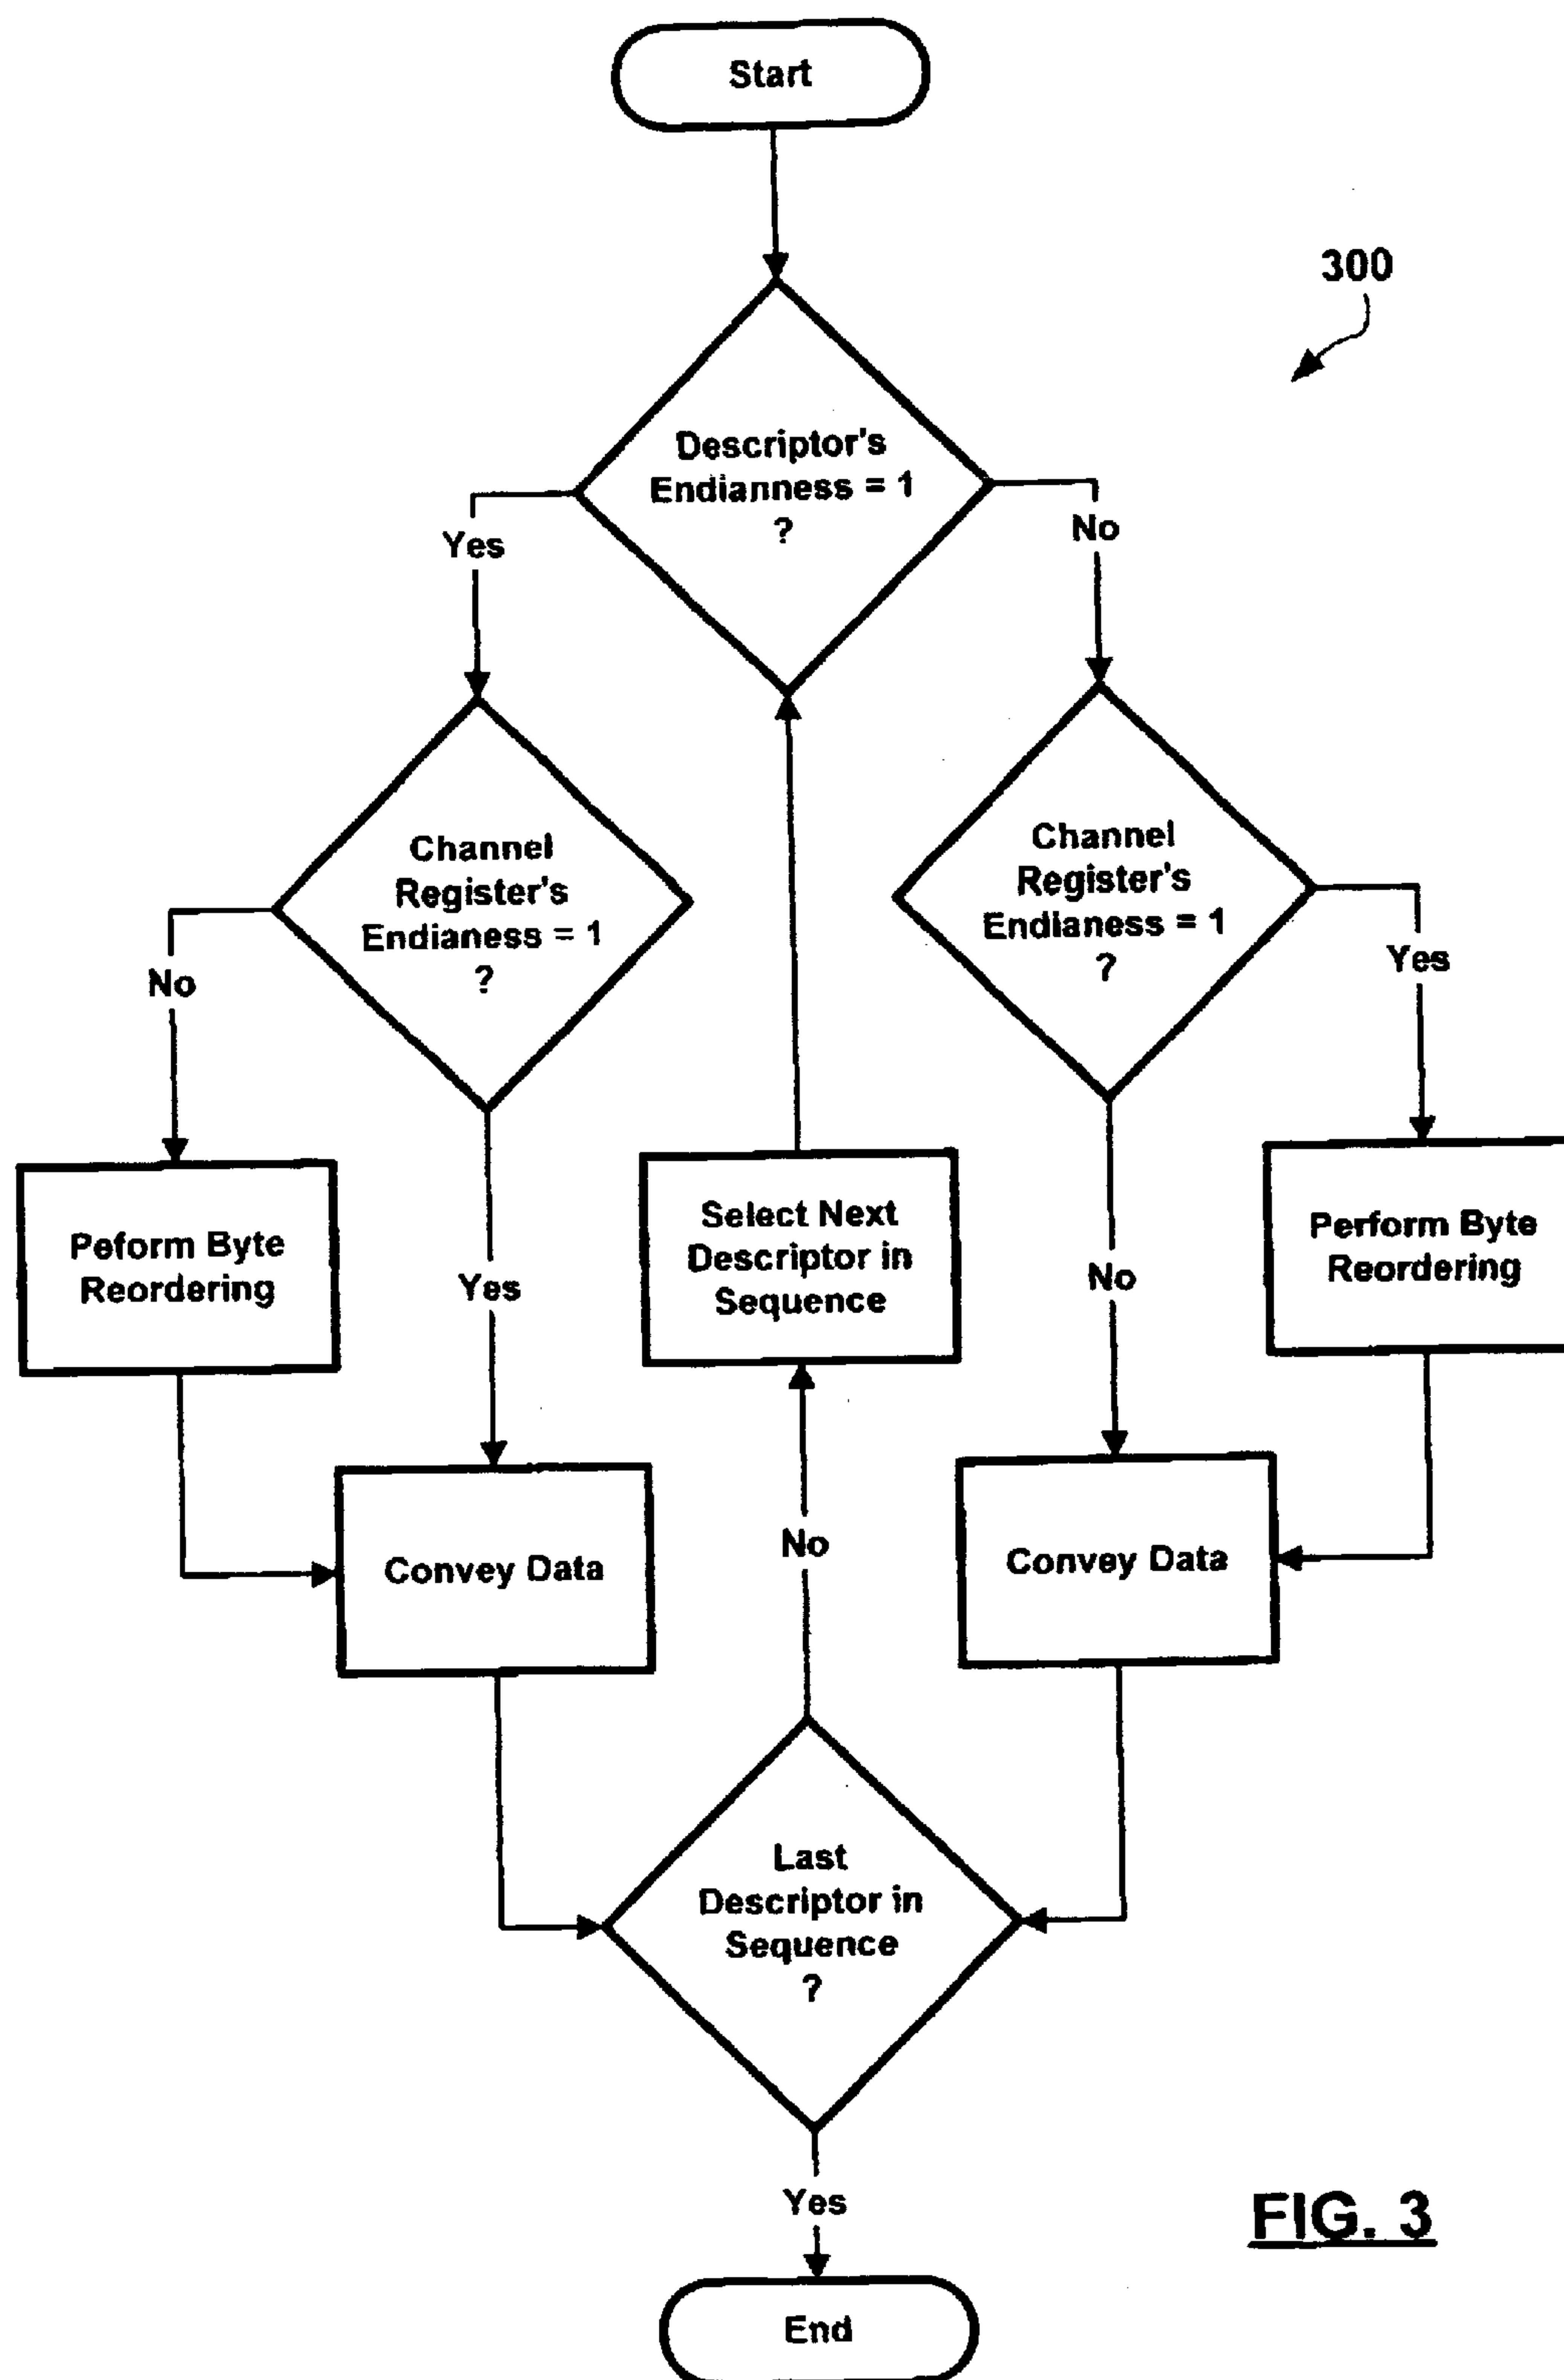 Start
300
Descriptor's
Endianness = 1
?
Yes
No
Channel
Register's
Endianess = 1
?
Channel
Register's
Endianess = 1
?
No
Yes
Peform Byte
Reordering
Yes
Select Next
Descriptor in
Sequence
No
Perform Byte
Reordering
Convey Data
No
Convey Data
Last
Descriptor in
Sequence
?
Yes
FIG. 3
End